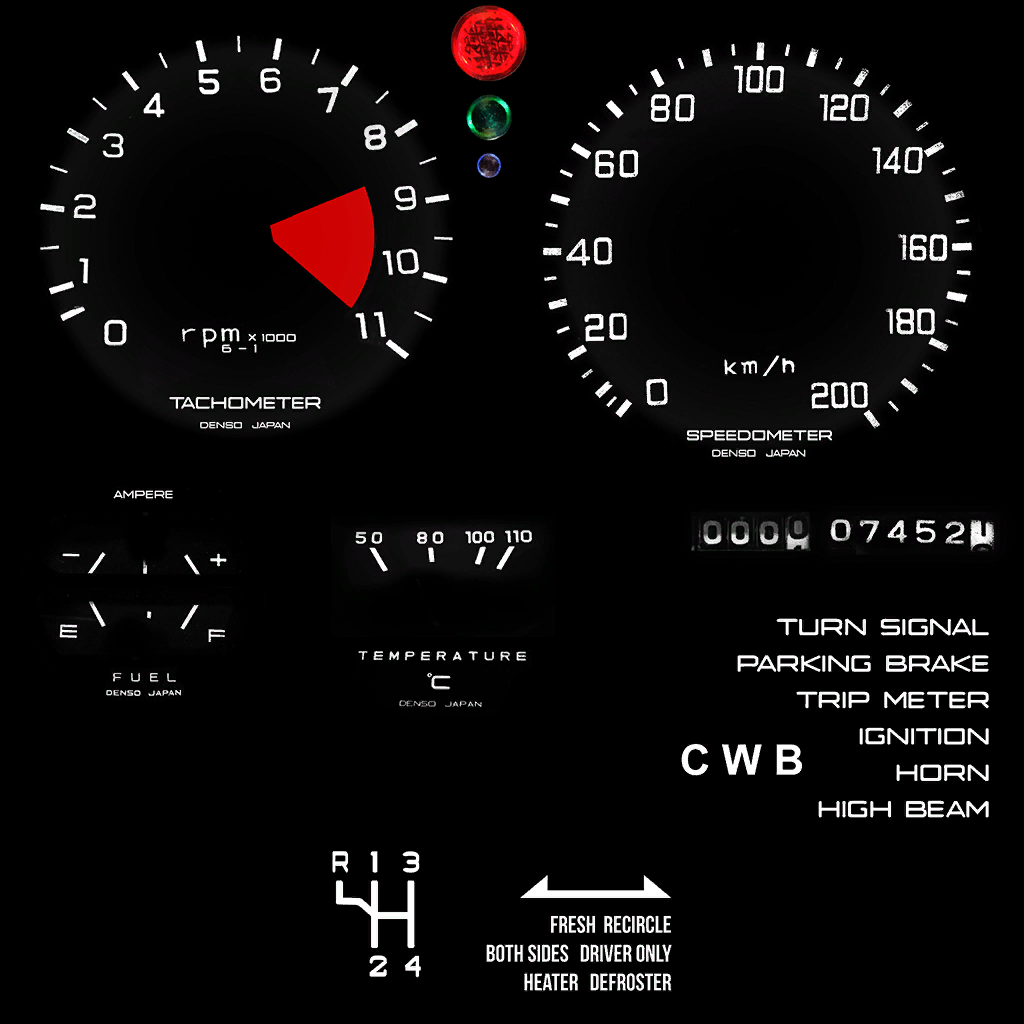 0
1
2
3
4
5
6
7
8
9
10
11
rpm x 1000
6-1
TACHOMETER
DENSO JAPAN
0
20
40
60
80
100
120
140
160
180
200
km/h
SPEEDOMETER
DENSO JAPAN
AMPERE
- +
E F
FUEL
DENSO JAPAN
50 80 100 110
TEMPERATURE
°C
DENSO JAPAN
000 07452
TURN SIGNAL
PARKING BRAKE
TRIP METER
IGNITION
HORN
HIGH BEAM
C W B
R 1 3
2 4
FRESH RECIRCLE
BOTH SIDES DRIVER ONLY
HEATER DEFROSTER